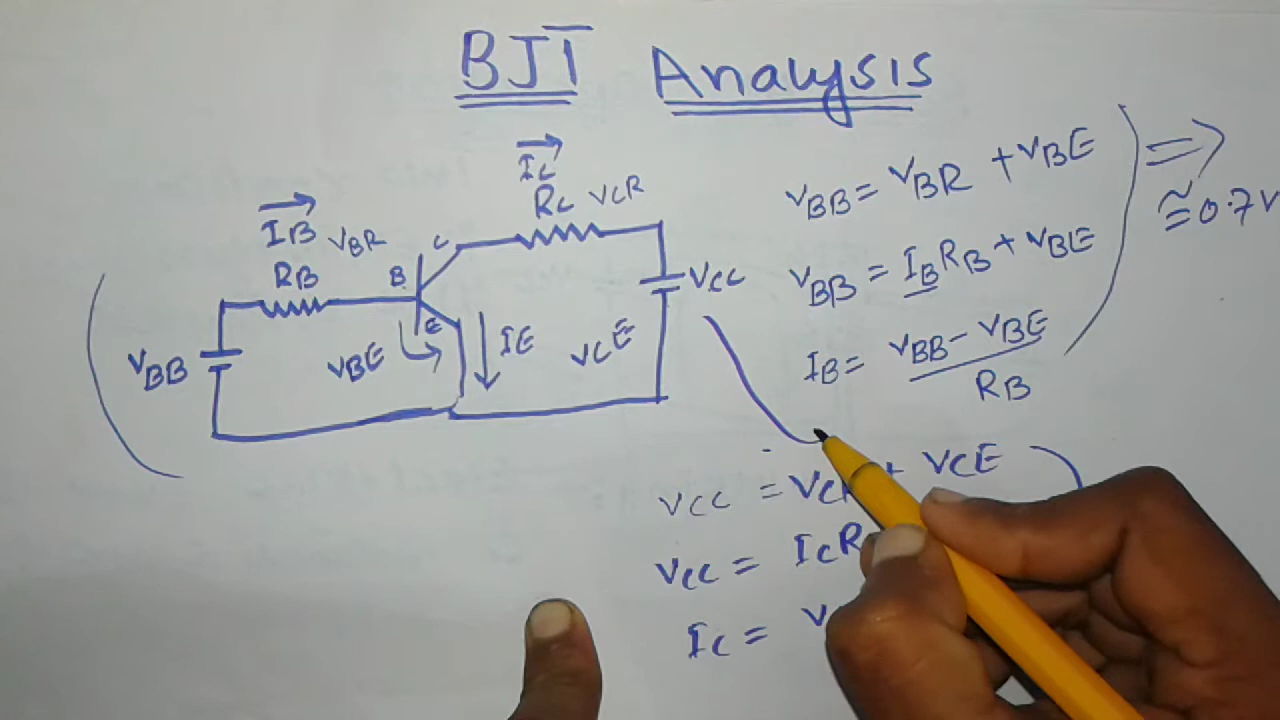 BJT Analysis
IC
RC VCR
IB VBR
RB
C
B
E
VBB
VBE
IE
VCE
VCC
VBB = VBR + VBE
≅ 0.7V
VBB = IBRB + VBE
IB = VBB - VBE
RB
VCC = VC + VCE
VCC = ICR
IC = V